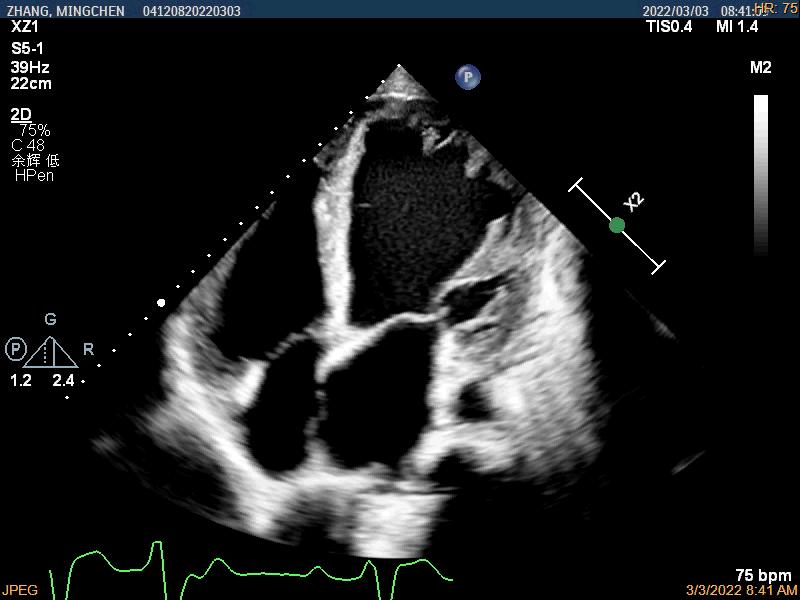 ZHANG, MINGCHEN 04120820220303 2022/03/03 08:41: HR: 75
XZ1 TIS0.4 MI 1.4
S5-1
39Hz
22cm
M2
2D
75%
C 48
余辉 低
HPen
P
X2
G
P R
1.2 2.4
75 bpm
JPEG 3/3/2022 8:41 AM